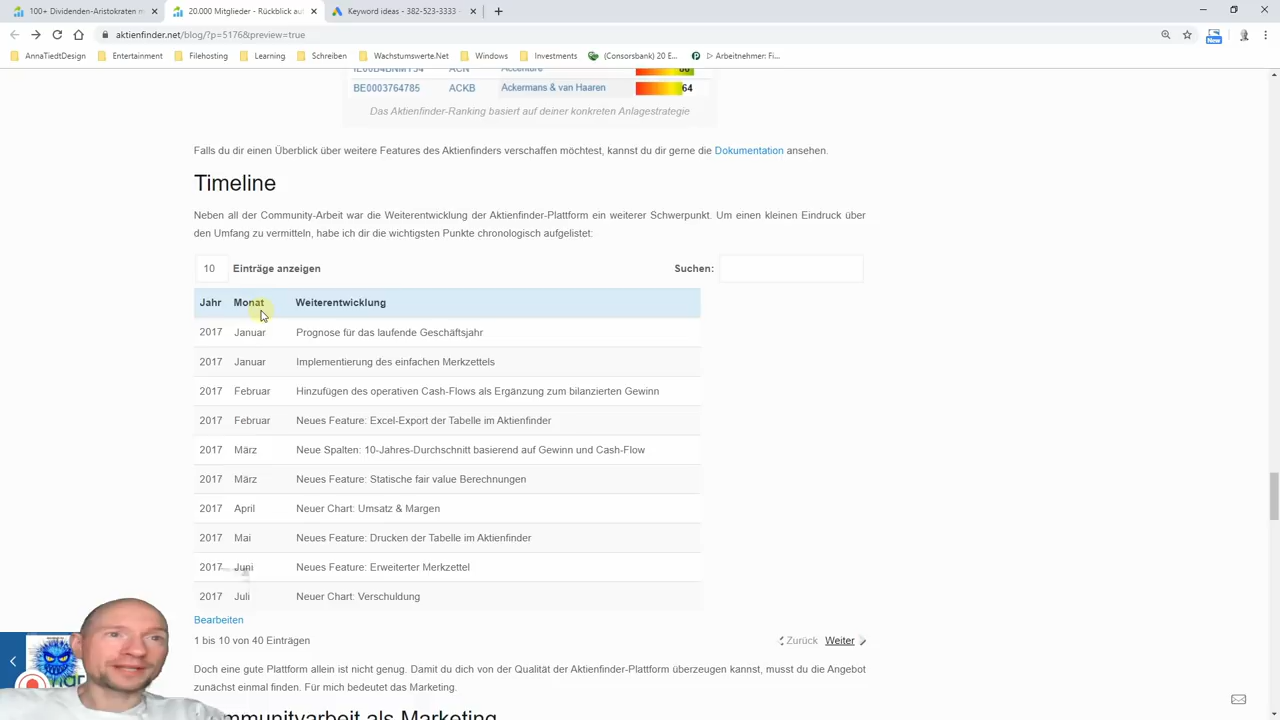 100+ Dividenden-Aristokraten m
20.000 Mitglieder - Rückblick auf
Keyword ideas - 382-523-3333 -
aktienfinder.net/blog/?p=5176&preview=true
New
AnnaTiedtDesign Entertainment Filehosting Learning Schreiben Wachstumswerte.Net Windows Investments (Consorsbank) 20 E... ▷ Arbeitnehmer: Fi...
ACN Accenture
BE0003764785 ACKB Ackermans & van Haaren 64
Das Aktienfinder-Ranking basiert auf deiner konkreten Anlagestrategie
Falls du dir einen Überblick über weitere Features des Aktienfinders verschaffen möchtest, kannst du dir gerne die Dokumentation ansehen.
Timeline
Neben all der Community-Arbeit war die Weiterentwicklung der Aktienfinder-Plattform ein weiterer Schwerpunkt. Um einen kleinen Eindruck über
den Umfang zu vermitteln, habe ich dir die wichtigsten Punkte chronologisch aufgelistet:
10 Einträge anzeigen Suchen:
Jahr Monat Weiterentwicklung
2017 Januar Prognose für das laufende Geschäftsjahr
2017 Januar Implementierung des einfachen Merkzettels
2017 Februar Hinzufügen des operativen Cash-Flows als Ergänzung zum bilanzierten Gewinn
2017 Februar Neues Feature: Excel-Export der Tabelle im Aktienfinder
2017 März Neue Spalten: 10-Jahres-Durchschnitt basierend auf Gewinn und Cash-Flow
2017 März Neues Feature: Statische fair value Berechnungen
2017 April Neuer Chart: Umsatz & Margen
2017 Mai Neues Feature: Drucken der Tabelle im Aktienfinder
2017 Juni Neues Feature: Erweiterter Merkzettel
2017 Juli Neuer Chart: Verschuldung
Bearbeiten
1 bis 10 von 40 Einträgen Zurück Weiter
Doch eine gute Plattform allein ist nicht genug. Damit du dich von der Qualität der Aktienfinder-Plattform überzeugen kannst, musst du die Angebot
zunächst einmal finden. Für mich bedeutet das Marketing.
Communityarbeit als Marketing